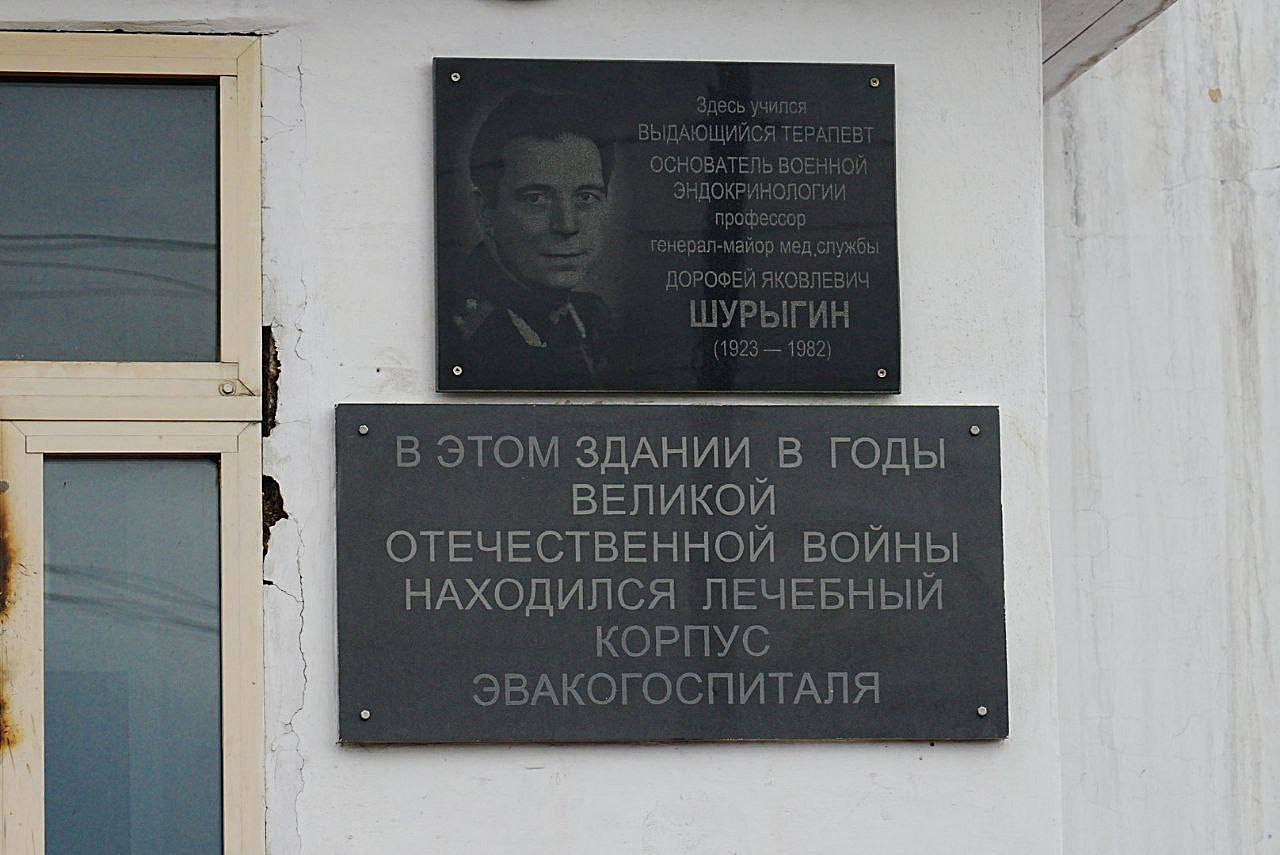 Здесь учился
ВЫДАЮЩИЙСЯ ТЕРАПЕВТ
ОСНОВАТЕЛЬ ВОЕННОЙ
ЭНДОКРИНОЛОГИИ
профессор
генерал-майор мед.службы
ДОРОФЕЙ ЯКОВЛЕВИЧ
ШУРЫГИН
(1923 — 1982)
В ЭТОМ ЗДАНИИ В ГОДЫ
ВЕЛИКОЙ
ОТЕЧЕСТВЕННОЙ ВОЙНЫ
НАХОДИЛСЯ ЛЕЧЕБНЫЙ
КОРПУС
ЭВАКОГОСПИТАЛЯ